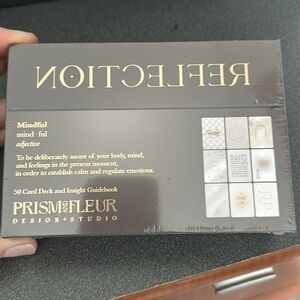 REFLECTION
Mindful
mind·ful
adjective
To be deliberately aware of your body, mind,
and feelings in the present moment,
in order to establish calm and regulate emotions.
50 Card Deck and Insight Guidebook
PRISM AND FLEUR
DESIGN + STUDIO